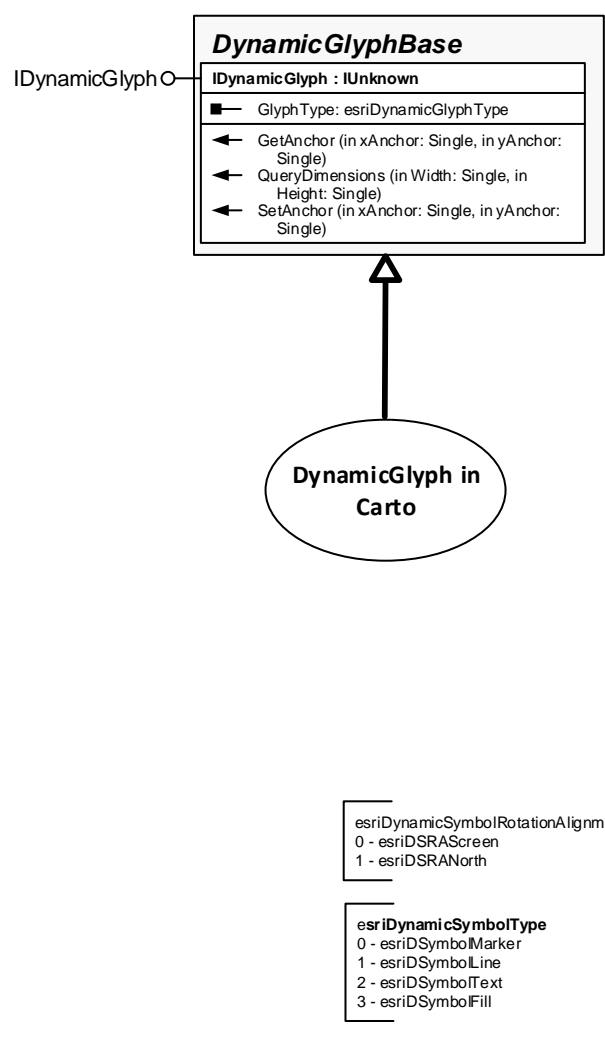 DynamicGlyphBase
IDynamicGlyph
IDynamicGlyph : IUnknown
GlyphType: esriDynamicGlyphType
GetAnchor (in xAnchor: Single, in yAnchor:
Single)
QueryDimensions (in Width: Single, in
Height: Single)
SetAnchor (in xAnchor: Single, in yAnchor:
Single)
DynamicGlyph in
Carto
esriDynamicSymbolRotationAlignm
0 - esriDSRAScreen
1 - esriDSRANorth
esriDynamicSymbolType
0 - esriDSymbolMarker
1 - esriDSymbolLine
2 - esriDSymbolText
3 - esriDSymbolFill